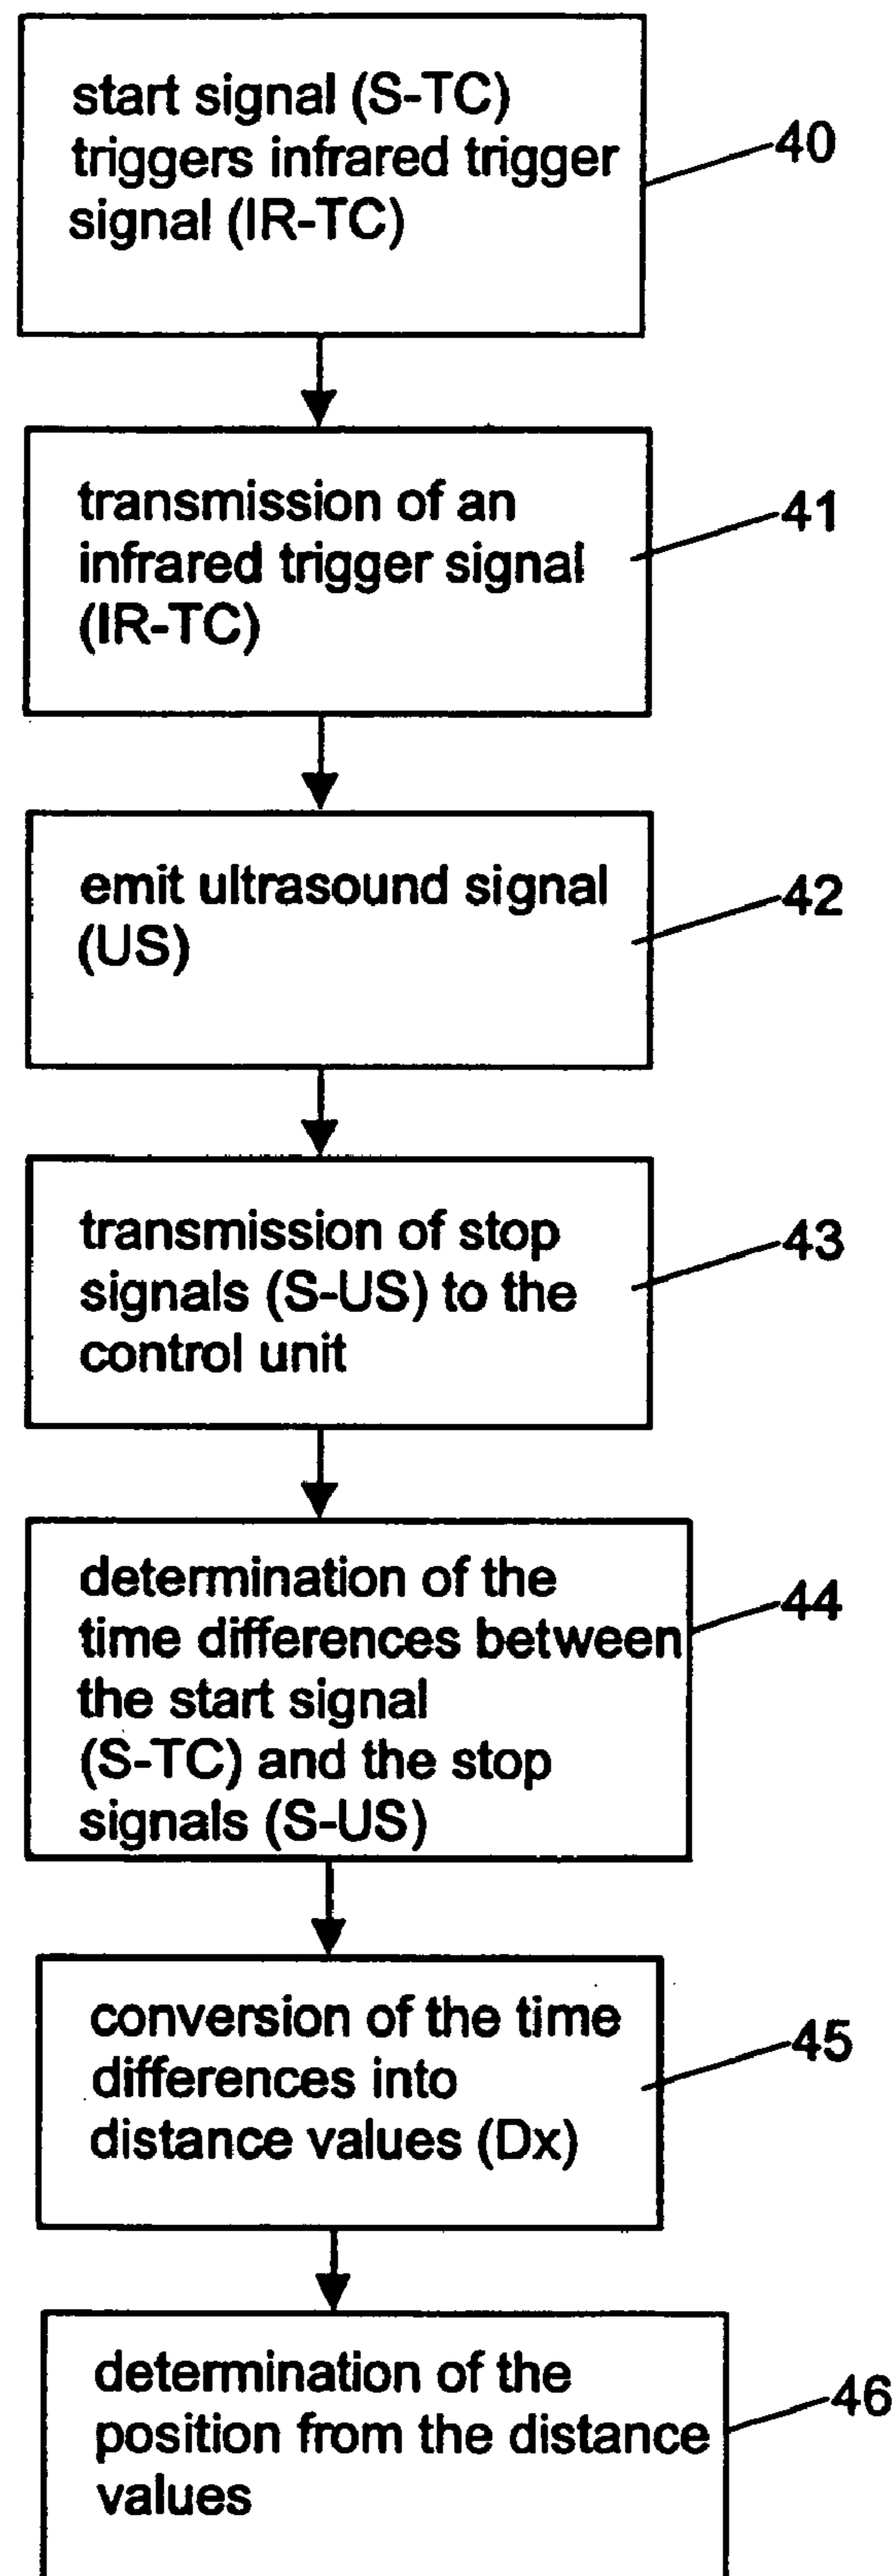 start signal (S-TC)
triggers infrared trigger
signal (IR-TC)
40
transmission of an
infrared trigger signal
(IR-TC)
41
emit ultrasound signal
(US)
42
transmission of stop
signals (S-US) to the
control unit
43
determination of the
time differences between
the start signal
(S-TC) and the stop
signals (S-US)
44
conversion of the time
differences into
distance values (Dx)
45
determination of the
position from the distance
values
46